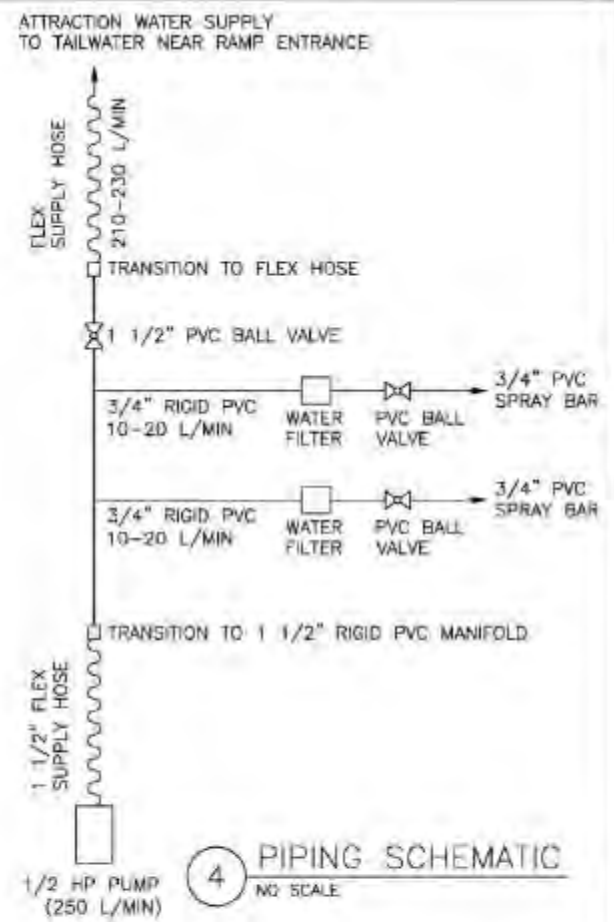 ATTRACTION WATER SUPPLY
TO TAILWATER NEAR RAMP ENTRANCE
FLEX
SUPPLY HOSE
210-230 L/MIN
TRANSITION TO FLEX HOSE
1 1/2" PVC BALL VALVE
3/4" RIGID PVC
10-20 L/MIN
WATER
FILTER
PVC BALL
VALVE
3/4" PVC
SPRAY BAR
3/4" RIGID PVC
10-20 L/MIN
WATER
FILTER
PVC BALL
VALVE
3/4" PVC
SPRAY BAR
TRANSITION TO 1 1/2" RIGID PVC MANIFOLD
1 1/2" FLEX
SUPPLY HOSE
1/2 HP PUMP
(250 L/MIN)
4
PIPING SCHEMATIC
NO SCALE